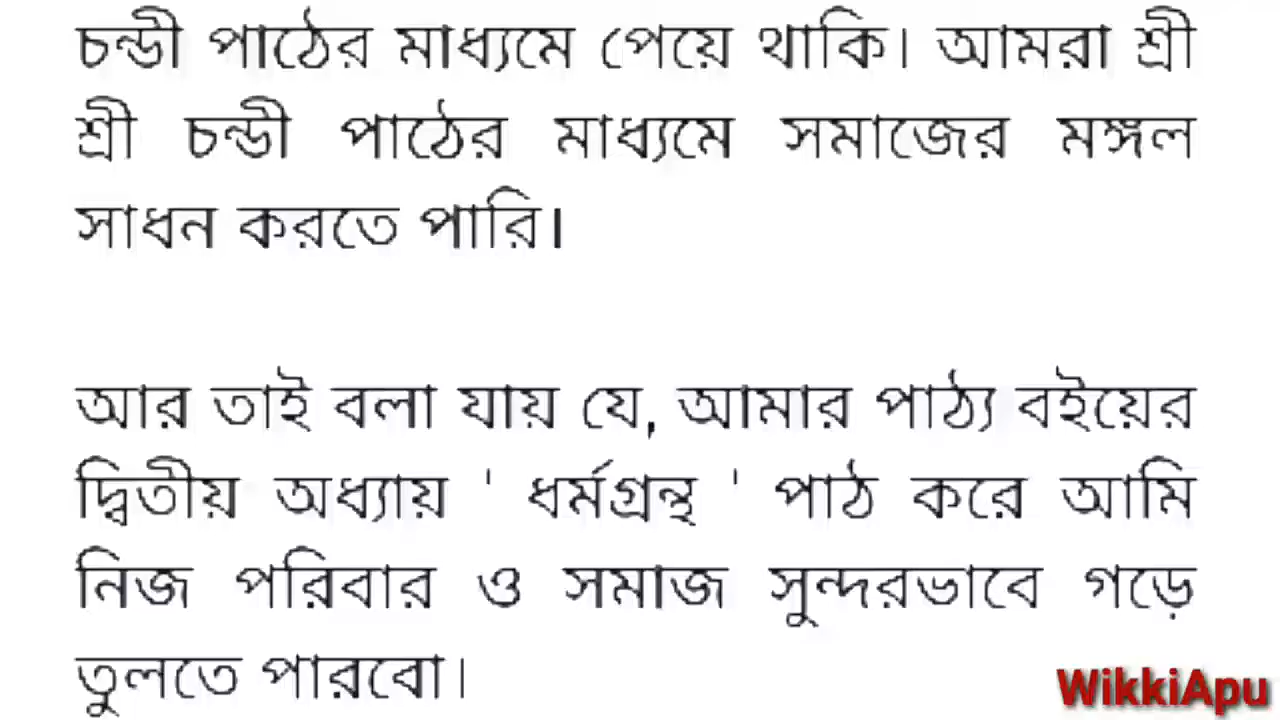 চন্ডী পাঠের মাধ্যমে পেয়ে থাকি। আমরা শ্রী
শ্রী চন্ডী পাঠের মাধ্যমে সমাজের মঙ্গল
সাধন করতে পারি।
আর তাই বলা যায় যে, আমার পাঠ্য বইয়ের
দ্বিতীয় অধ্যায় ' ধর্মগ্রন্থ ' পাঠ করে আমি
নিজ পরিবার ও সমাজ সুন্দরভাবে গড়ে
তুলতে পারবো।
WikkiApu